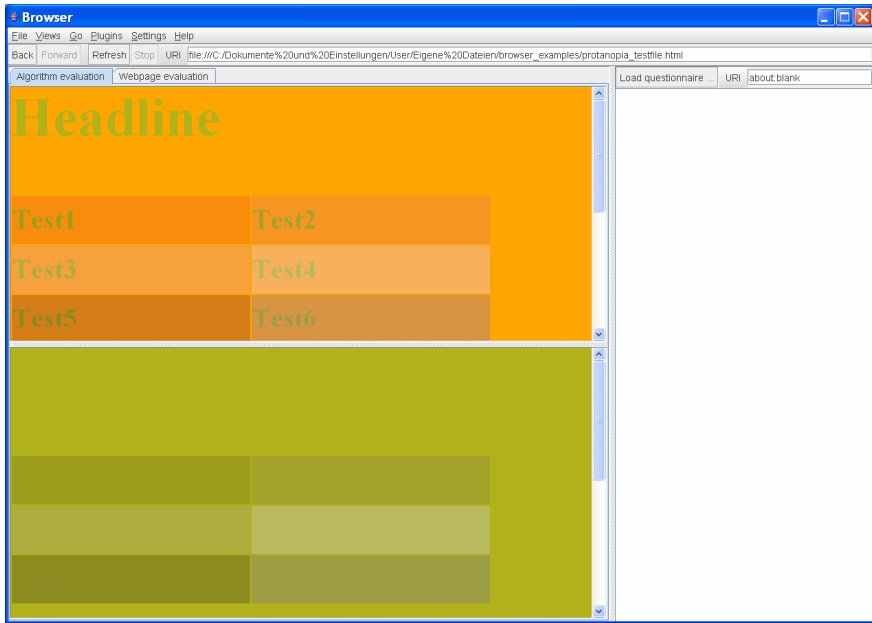 Browser
File Views Go Plugins Settings Help
Back Forward Refresh Stop URI file:///C:/Dokumente%20und%20Einstellungen/User/Eigene%20Dateien/browser_examples/protanopia_testfile.html
Algorithm evaluation Webpage evaluation Load questionnaire ... URI about:blank
Headline
Test1 Test2
Test3 Test4
Test5 Test6
Headline